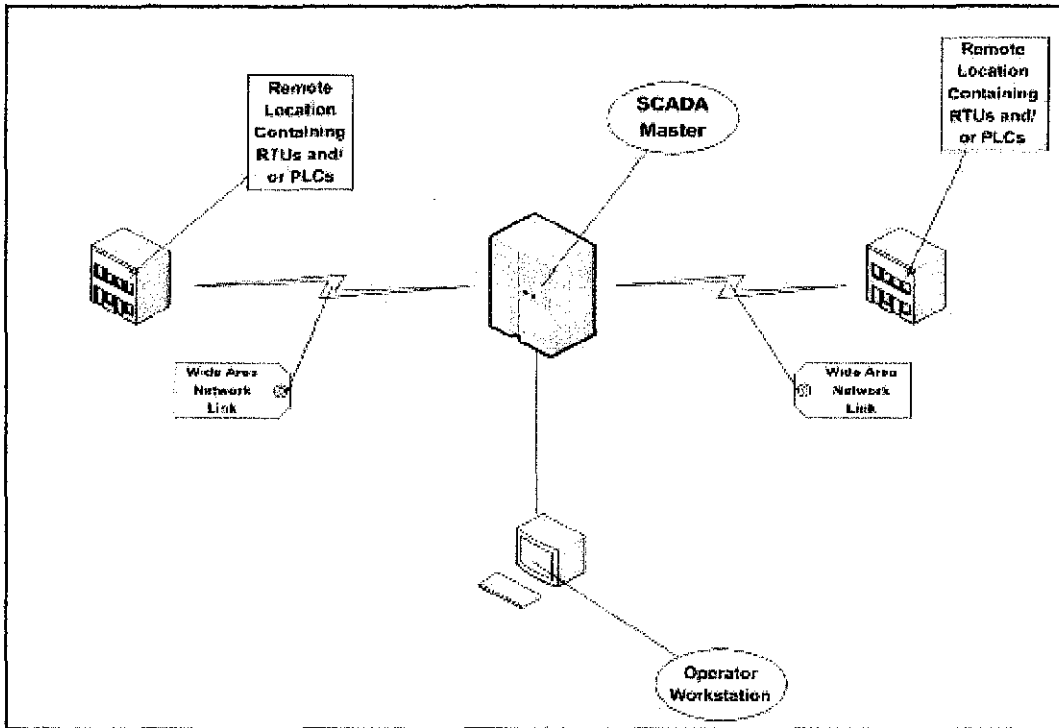 Remote
Location
Containing
RTUs and/
or PLCs
SCADA
Master
Remote
Location
Containing
RTUs and/
or PLCs
Wide Area
Network
Link
Wide Area
Network
Link
Operator
Workstation